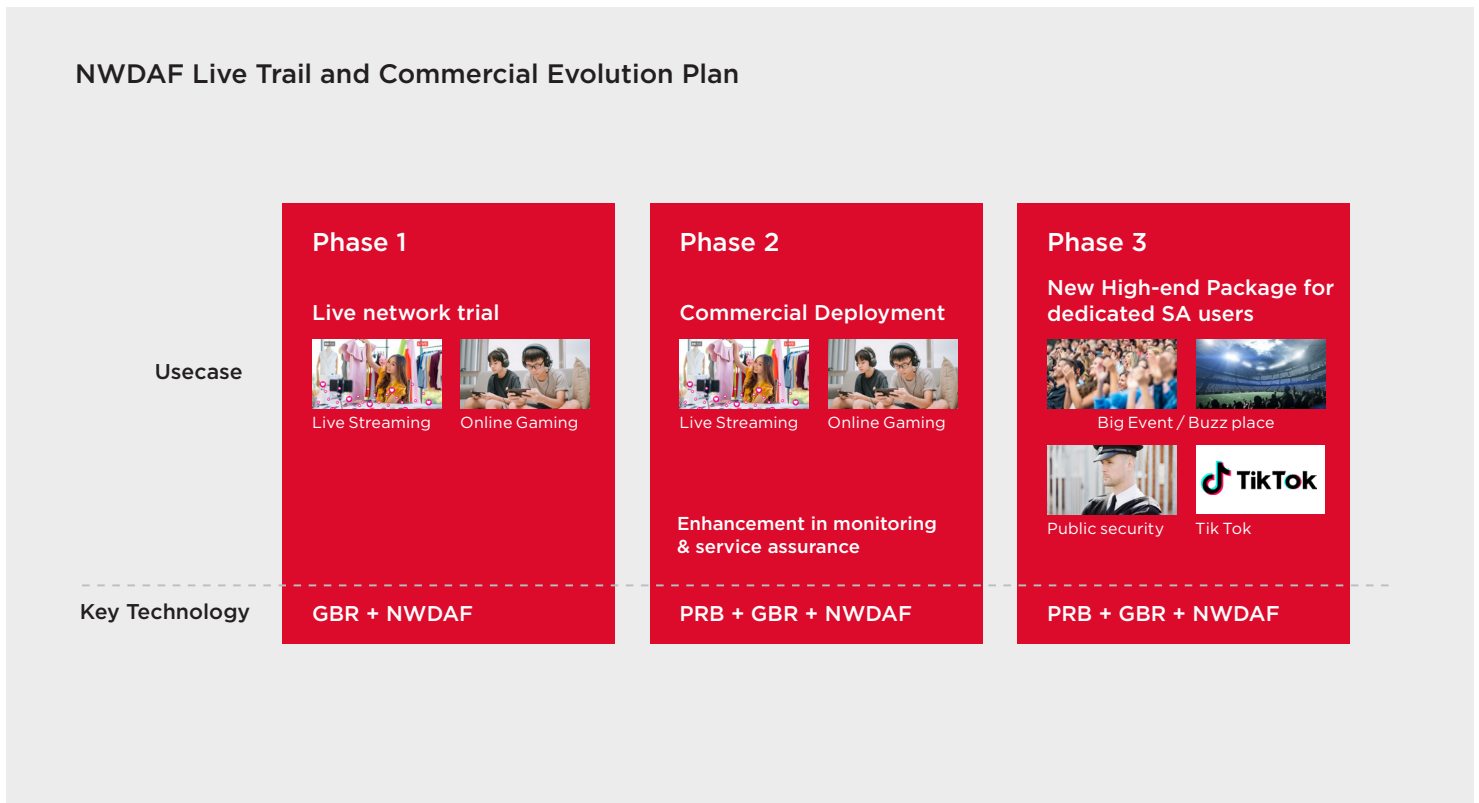 NWDAF Live Trail and Commercial Evolution Plan
Usecase
Phase 1
Live network trial
Live Streaming
Online Gaming
Phase 2
Commercial Deployment
Live Streaming
Online Gaming
Enhancement in monitoring
& service assurance
Phase 3
New High-end Package for
dedicated SA users
Big Event / Buzz place
TikTok
Public security
Tik Tok
Key Technology
GBR + NWDAF
PRB + GBR + NWDAF
PRB + GBR + NWDAF